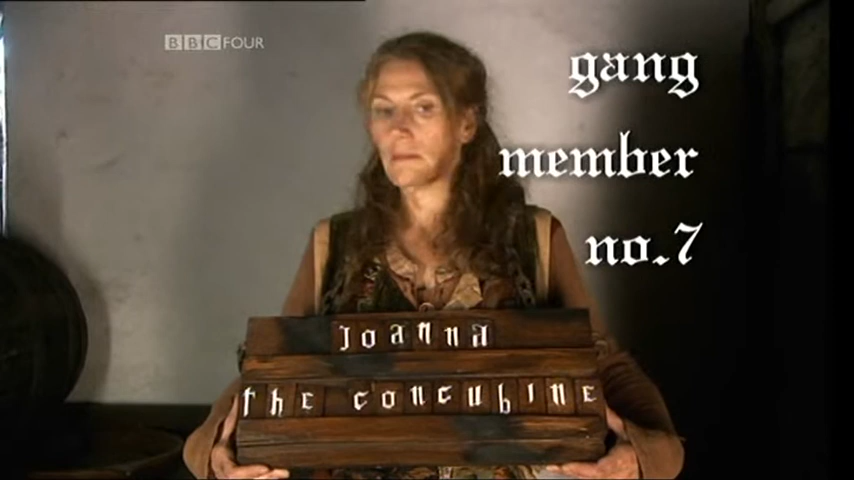 BBC FOUR
gang
member
no.7
Joanna
the concubine